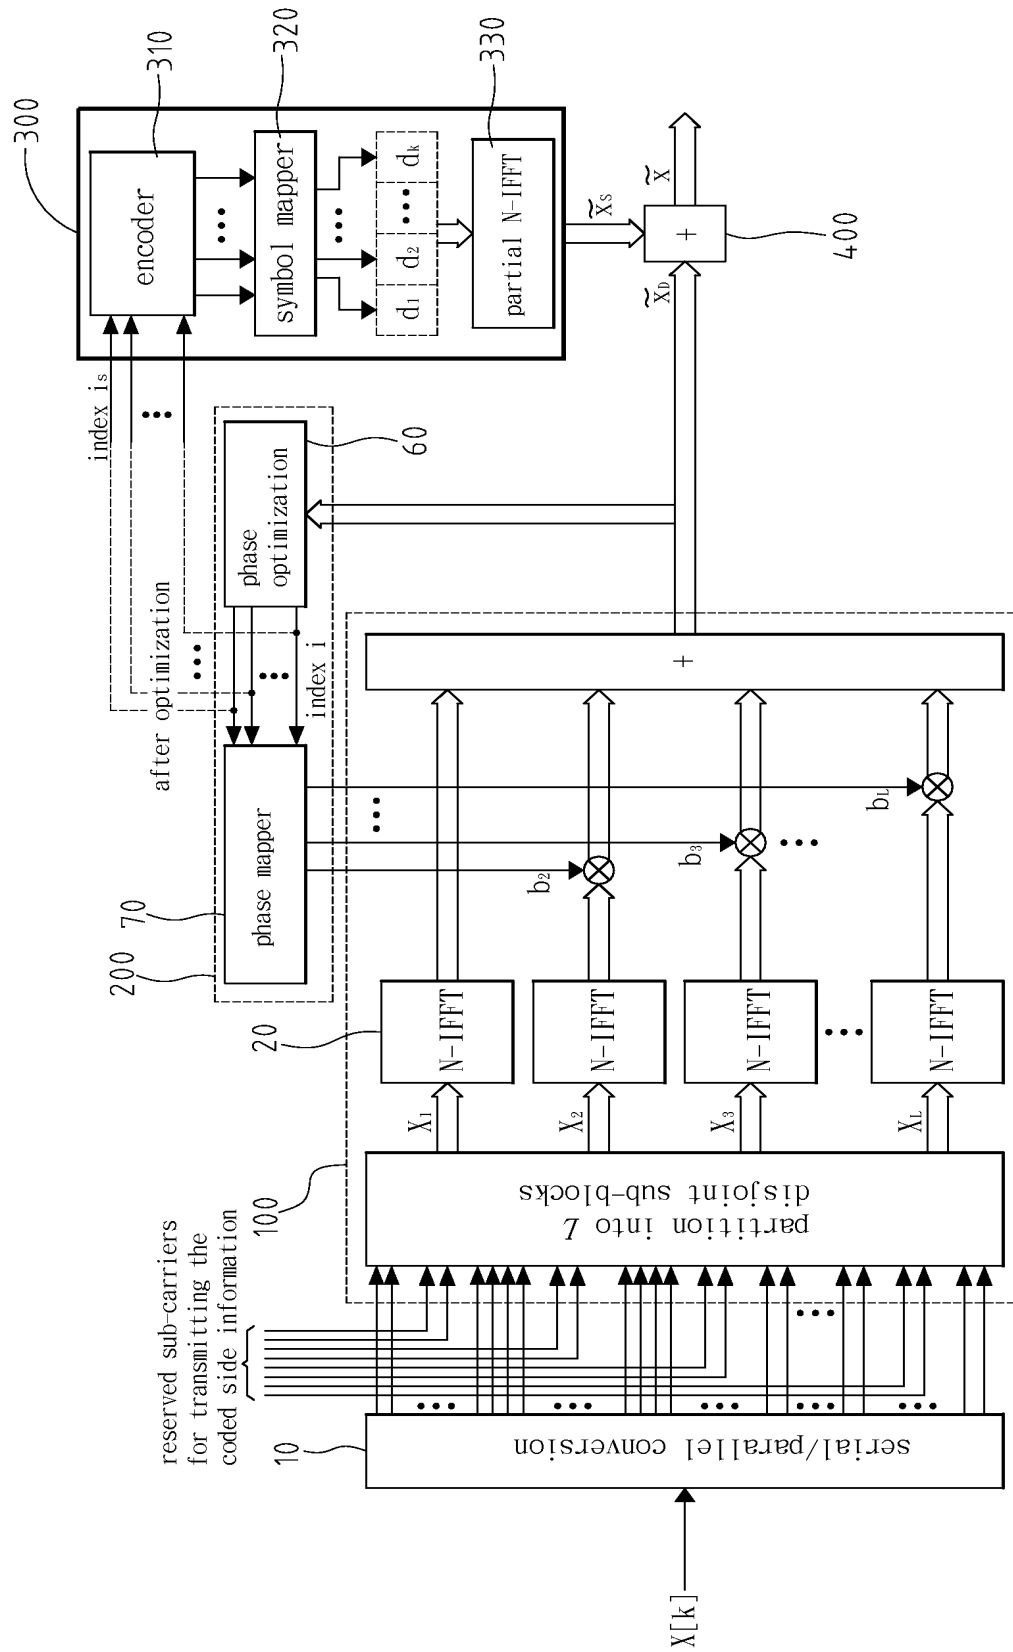 X[k]
10
serial/parallel conversion
reserved sub-carriers
for transmitting the
coded side information
100
partition into L
disjoint sub-blocks
X1
X2
X3
XL
20
N-IFFT
N-IFFT
N-IFFT
N-IFFT
b2
b3
bL
+
200
70
phase mapper
after optimization
index i
phase
optimization
60
index is
300
encoder
310
symbol mapper
320
d1
d2
dk
partial N-IFFT
330
x̃D
x̃S
+
400
x̃